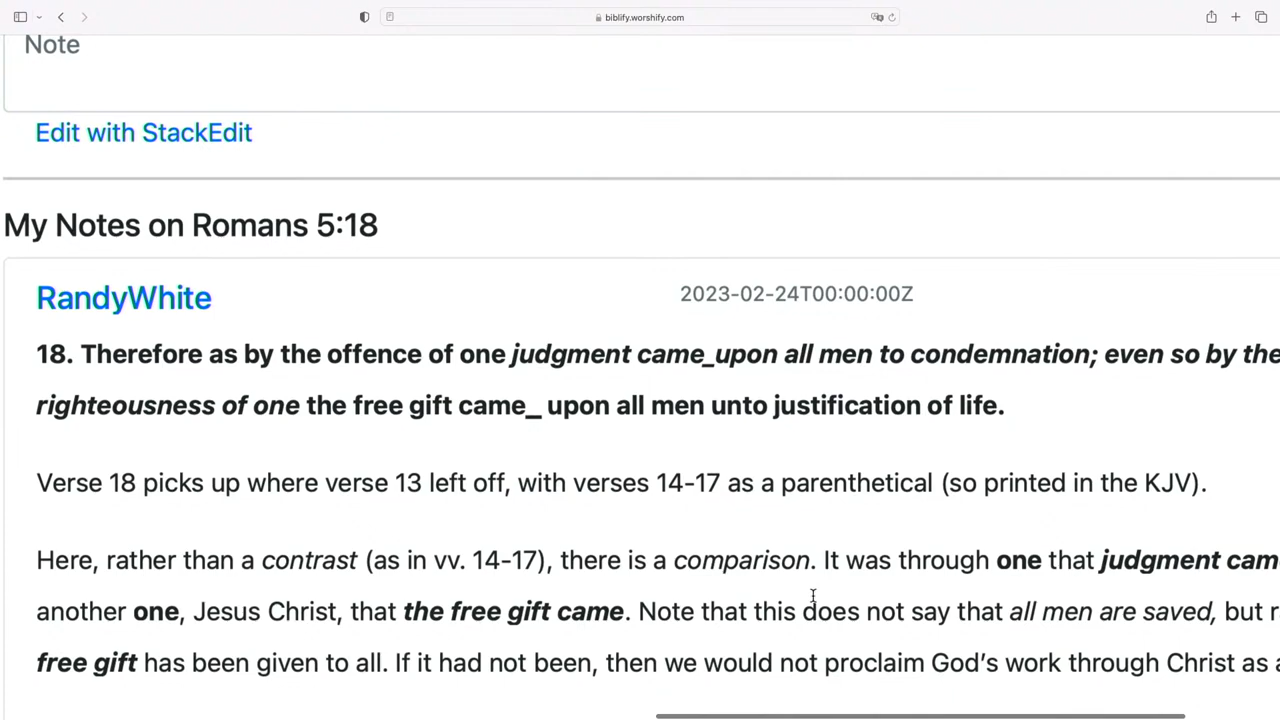 biblify.worshify.com
Note
Edit with StackEdit
My Notes on Romans 5:18
RandyWhite 2023-02-24T00:00:00Z
18. Therefore as by the offence of one judgment came_upon all men to condemnation; even so by the
righteousness of one the free gift came_ upon all men unto justification of life.
Verse 18 picks up where verse 13 left off, with verses 14-17 as a parenthetical (so printed in the KJV).
Here, rather than a contrast (as in vv. 14-17), there is a comparison. It was through one that judgment
another one, Jesus Christ, that the free gift came. Note that this does not say that all men are saved, but
free gift has been given to all. If it had not been, then we would not proclaim God's work through Christ as